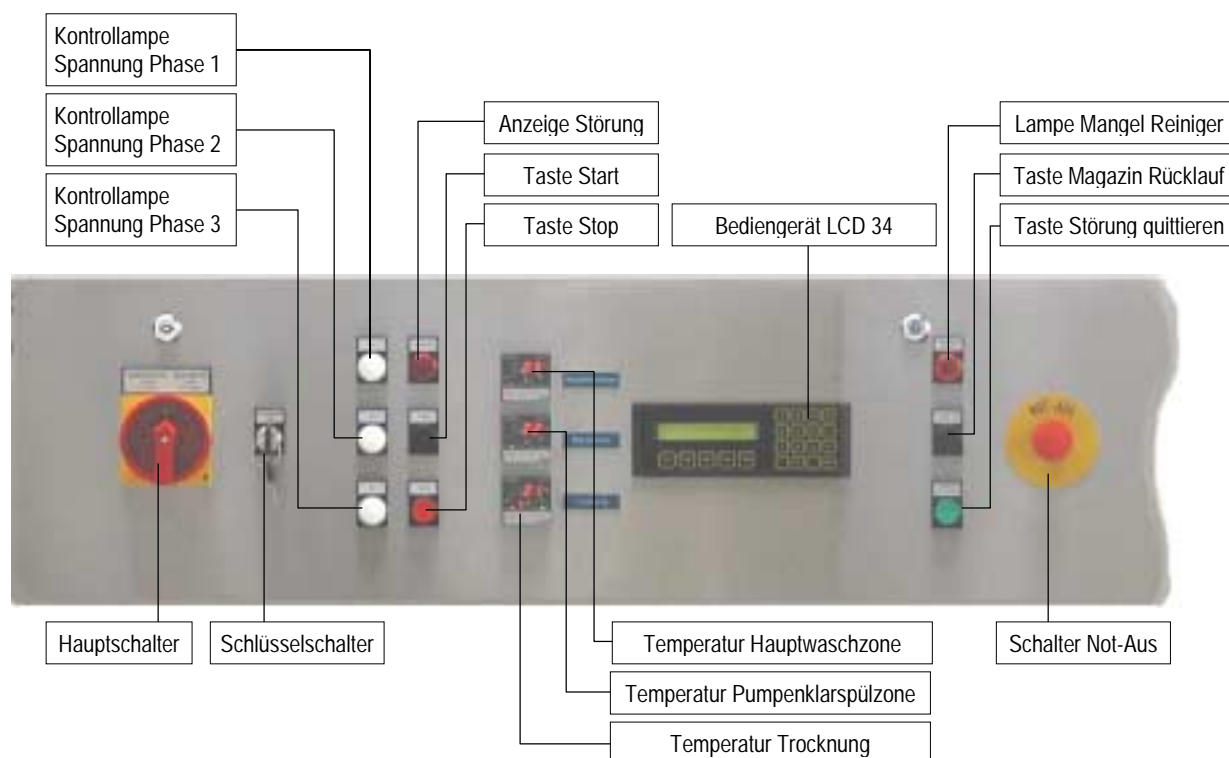 Kontrollampe
Spannung Phase 1
Kontrollampe
Spannung Phase 2
Kontrollampe
Spannung Phase 3
Anzeige Störung
Taste Start
Taste Stop
Bediengerät LCD 34
Lampe Mangel Reiniger
Taste Magazin Rücklauf
Taste Störung quittieren
NOT-AUS
Hauptschalter
Schlüsselschalter
Temperatur Hauptwaschzone
Temperatur Pumpenklarspülzone
Temperatur Trocknung
Schalter Not-Aus